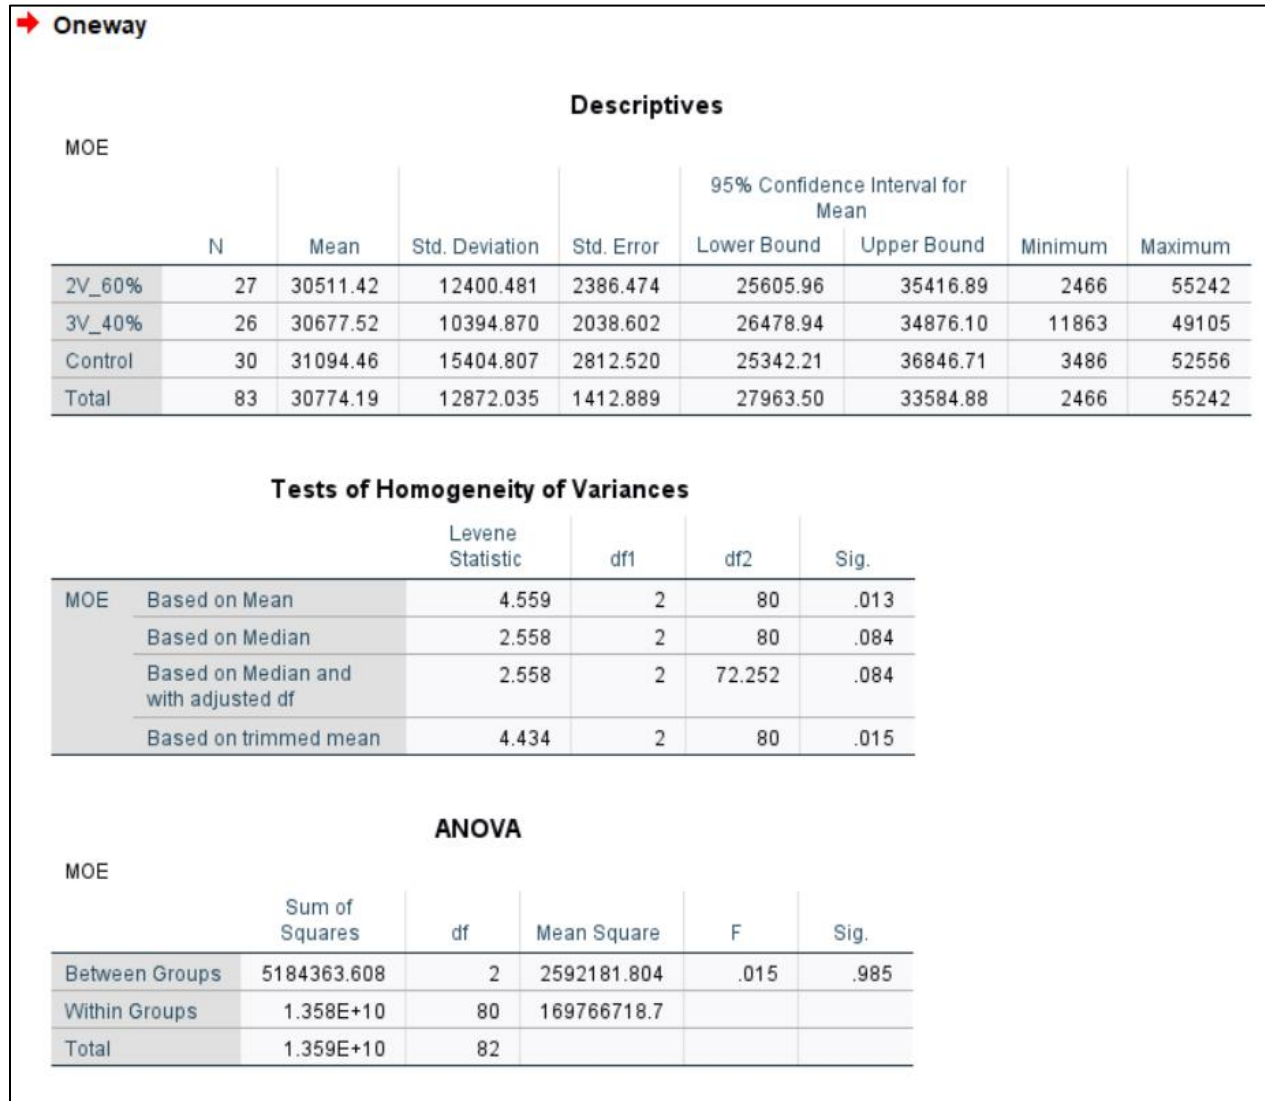 Oneway
Descriptives
MOE
95% Confidence Interval for
Mean
N Mean Std. Deviation Std. Error Lower Bound Upper Bound Minimum Maximum
2V_60% 27 30511.42 12400.481 2386.474 25605.96 35416.89 2466 55242
3V_40% 26 30677.52 10394.870 2038.602 26478.94 34876.10 11863 49105
Control 30 31094.46 15404.807 2812.520 25342.21 36846.71 3486 52556
Total 83 30774.19 12872.035 1412.889 27963.50 33584.88 2466 55242
Tests of Homogeneity of Variances
Levene
Statistic df1 df2 Sig.
MOE Based on Mean 4.559 2 80 .013
Based on Median 2.558 2 80 .084
Based on Median and
with adjusted df 2.558 2 72.252 .084
Based on trimmed mean 4.434 2 80 .015
ANOVA
MOE
Sum of
Squares df Mean Square F Sig.
Between Groups 5184363.608 2 2592181.804 .015 .985
Within Groups 1.358E+10 80 169766718.7
Total 1.359E+10 82